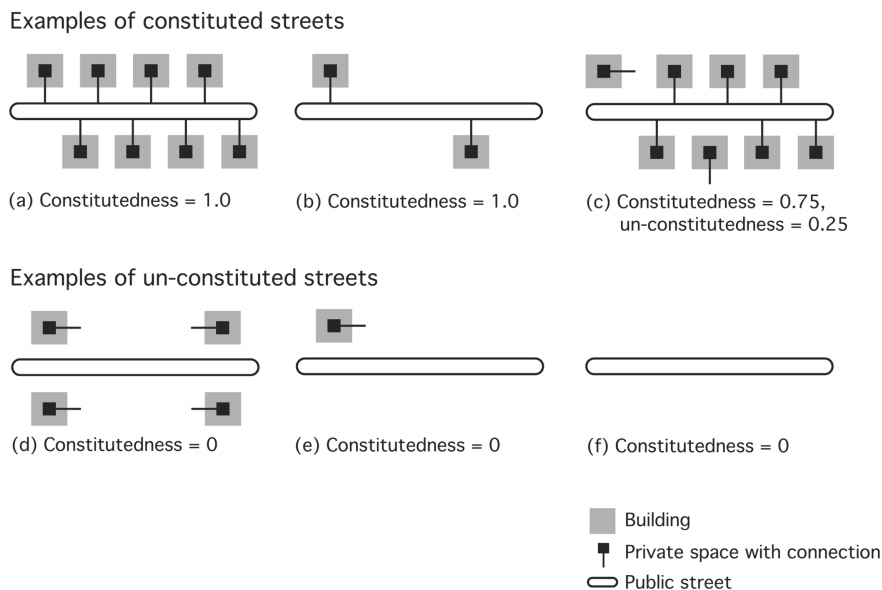 Examples of constituted streets
(a) Constitutedness = 1.0
(b) Constitutedness = 1.0
(c) Constitutedness = 0.75,
un-constitutedness = 0.25
Examples of un-constituted streets
(d) Constitutedness = 0
(e) Constitutedness = 0
(f) Constitutedness = 0
Building
Private space with connection
Public street